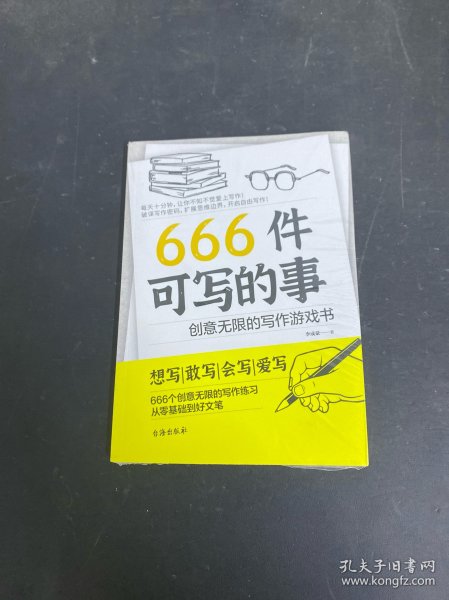 每天十分钟，让你不知不觉爱上写作！
破译写作密码，扩展思维边界，开启自由写作！
666件
可写的事
创意无限的写作游戏书
想写|敢写|会写|爱写
666个创意无限的写作练习
从零基础到好文笔
台海出版社
孔夫子旧书网
www.kongfz.com